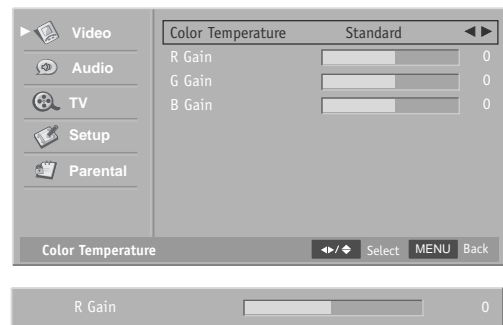 Video
Audio
TV
Setup
Parental
Color Temperature Standard
R Gain 0
G Gain 0
B Gain 0
Color Temperature Select MENU Back
R Gain 0